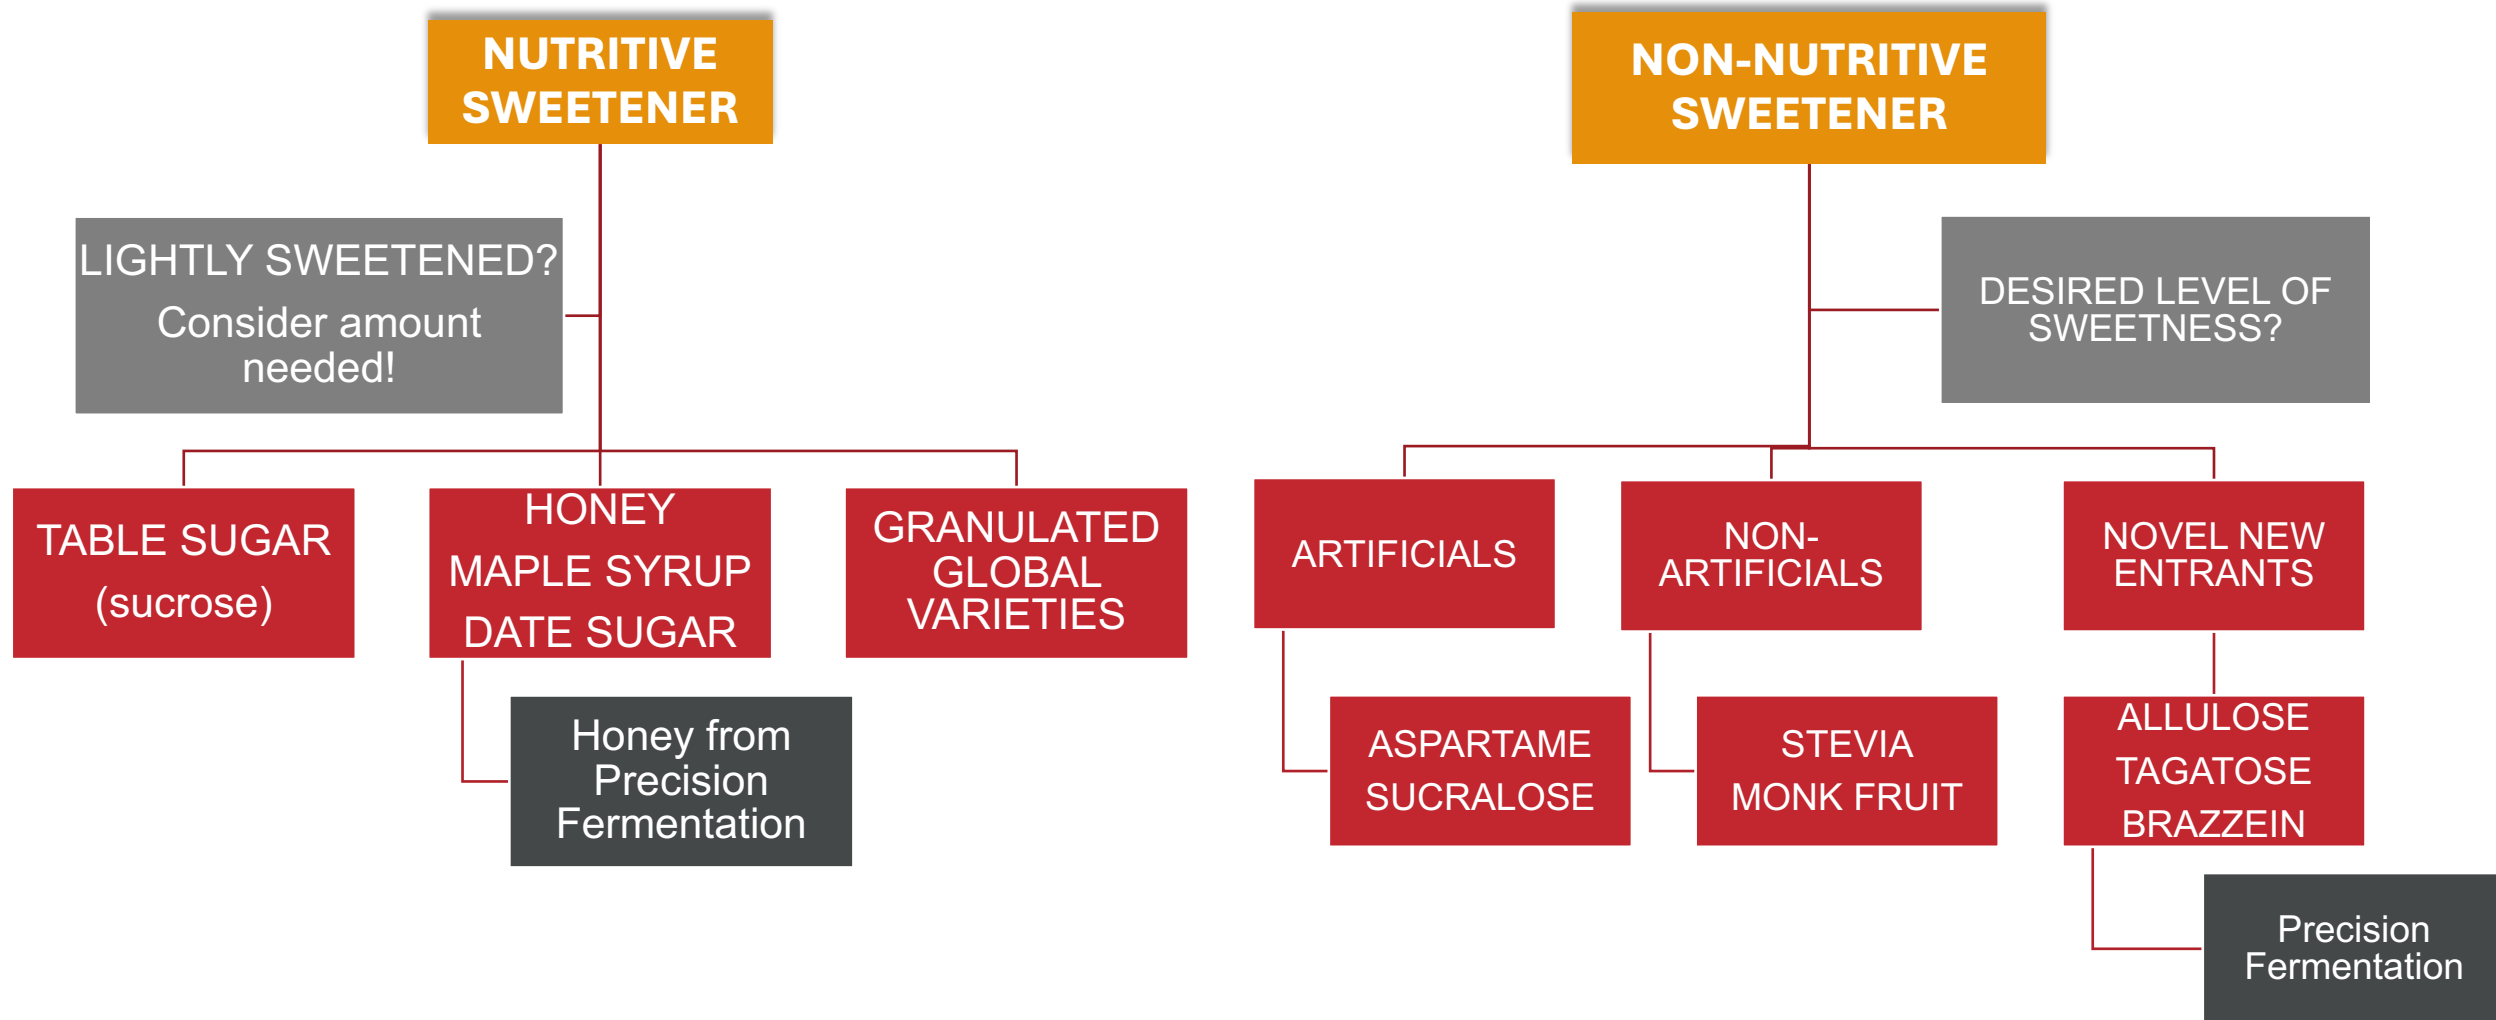 NUTRITIVE
SWEETENER
LIGHTLY SWEETENED?
Consider amount
needed!
TABLE SUGAR
(sucrose)
HONEY
MAPLE SYRUP
DATE SUGAR
GRANULATED
GLOBAL
VARIETIES
Honey from
Precision
Fermentation
NON-NUTRITIVE
SWEETENER
DESIRED LEVEL OF
SWEETNESS?
ARTIFICIALS
NON-
ARTIFICIALS
NOVEL NEW
ENTRANTS
ASPARTAME
SUCRALOSE
STEVIA
MONK FRUIT
ALLULOSE
TAGATOSE
BRAZZEIN
Precision
Fermentation